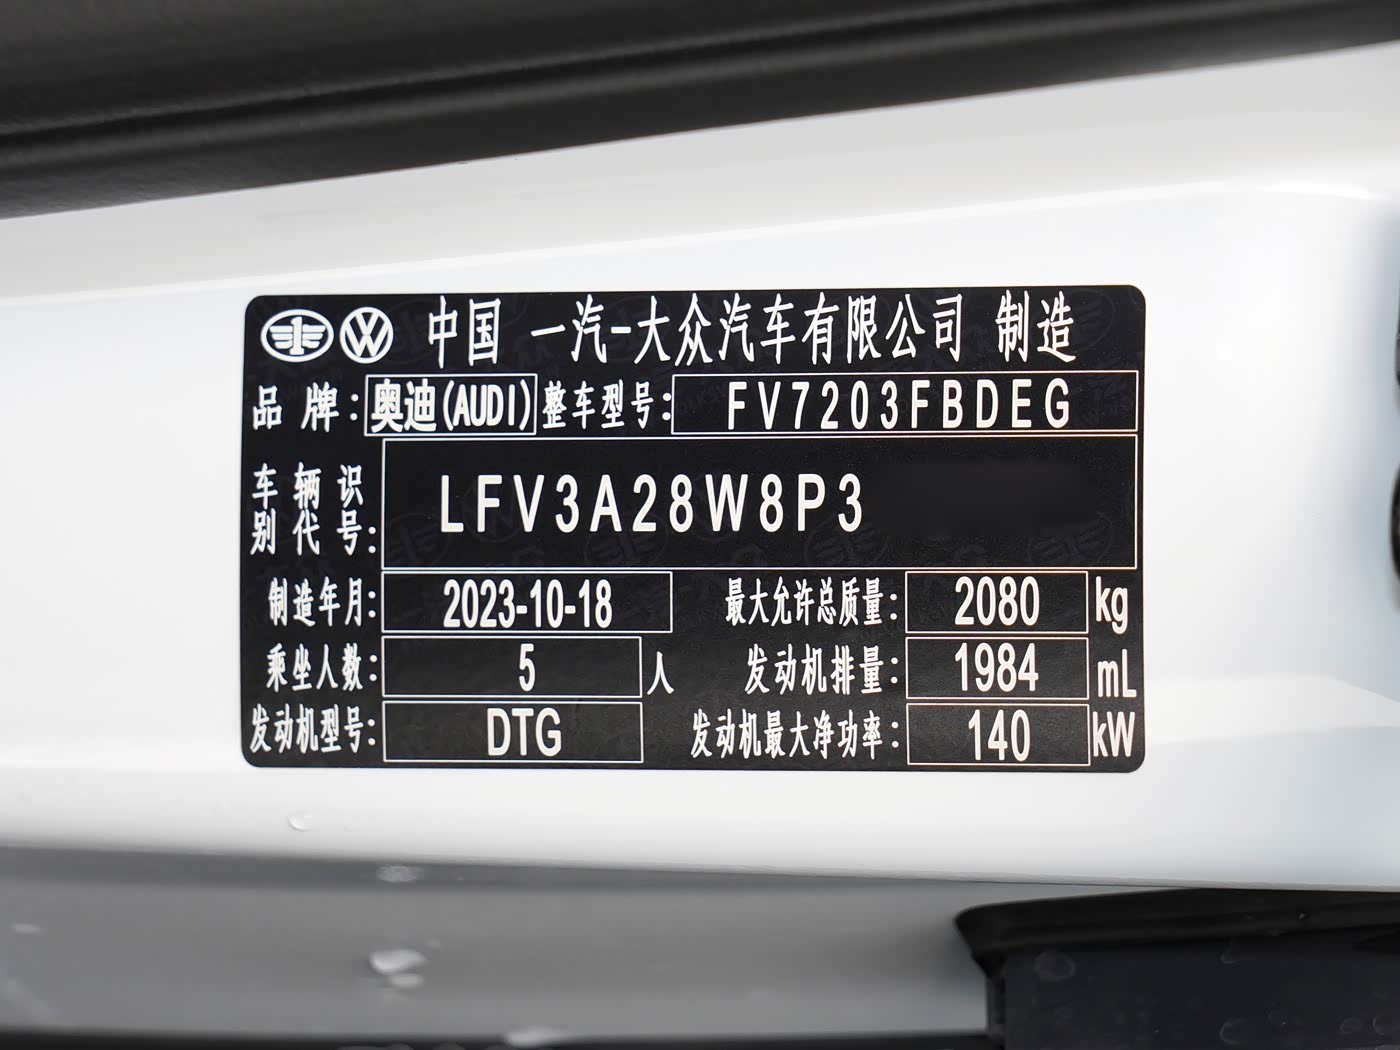 中国 一汽-大众汽车有限公司 制造
品牌: 奥迪(AUDI) 整车型号: FV7203FBDEG
车辆识别代号: LFV3A28W8P3
制造年月: 2023-10-18 最大允许总质量: 2080 kg
乘坐人数: 5 人 发动机排量: 1984 mL
发动机型号: DTG 发动机最大净功率: 140 kW